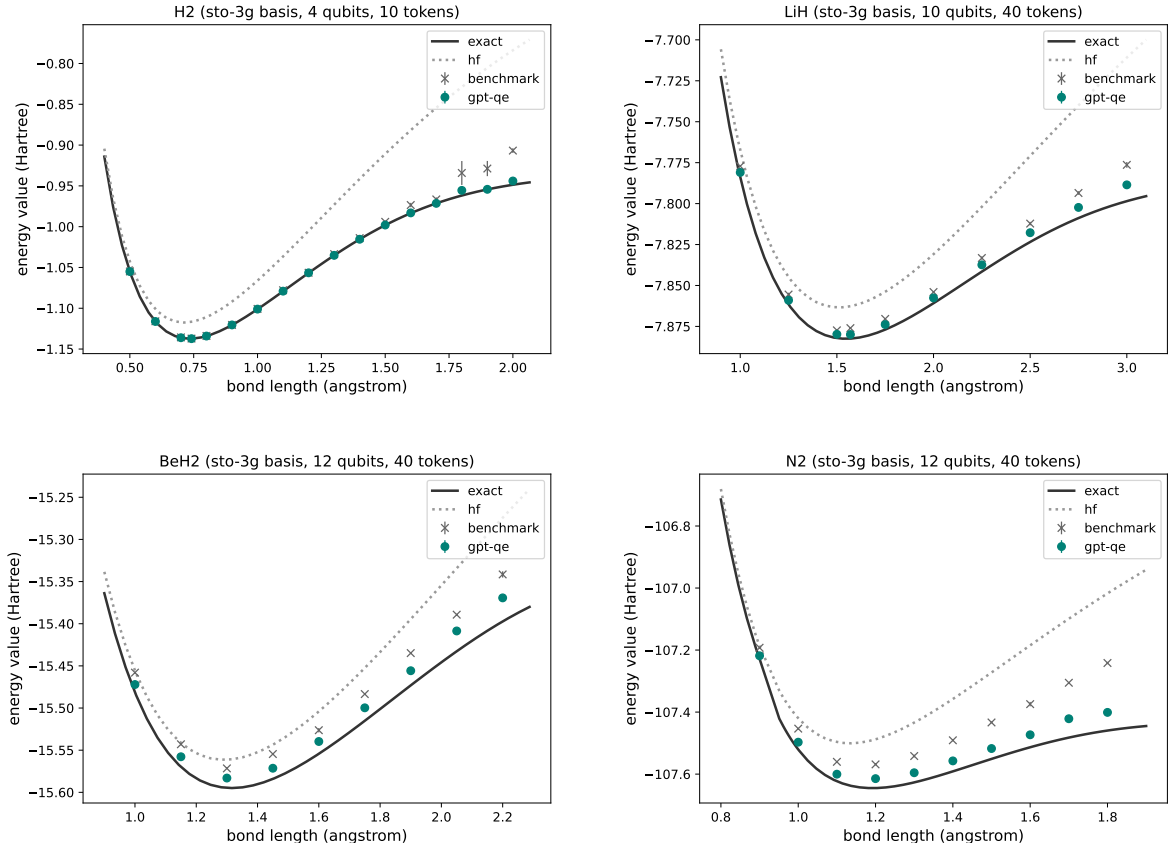 H2 (sto-3g basis, 4 qubits, 10 tokens)
exact
hf
benchmark
gpt-qe
−0.80
−0.85
−0.90
−0.95
−1.00
−1.05
−1.10
−1.15
energy value (Hartree)
0.50 0.75 1.00 1.25 1.50 1.75 2.00
bond length (angstrom)
LiH (sto-3g basis, 10 qubits, 40 tokens)
exact
hf
benchmark
gpt-qe
−7.700
−7.725
−7.750
−7.775
−7.800
−7.825
−7.850
−7.875
energy value (Hartree)
1.0 1.5 2.0 2.5 3.0
bond length (angstrom)
BeH2 (sto-3g basis, 12 qubits, 40 tokens)
exact
hf
benchmark
gpt-qe
−15.25
−15.30
−15.35
−15.40
−15.45
−15.50
−15.55
−15.60
energy value (Hartree)
1.0 1.2 1.4 1.6 1.8 2.0 2.2
bond length (angstrom)
N2 (sto-3g basis, 12 qubits, 40 tokens)
exact
hf
benchmark
gpt-qe
−106.8
−107.0
−107.2
−107.4
−107.6
energy value (Hartree)
0.8 1.0 1.2 1.4 1.6 1.8
bond length (angstrom)